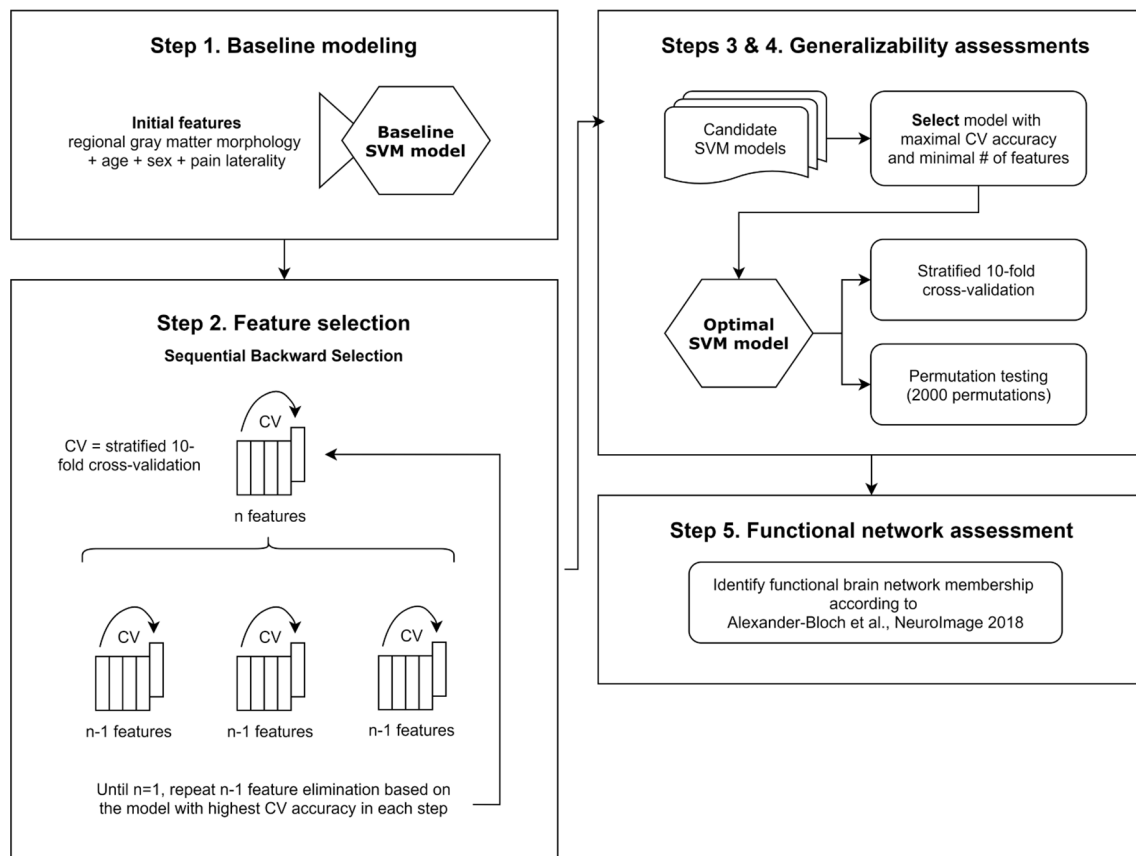 Step 1. Baseline modeling
Initial features
regional gray matter morphology
+ age + sex + pain laterality
Baseline
SVM model
Step 2. Feature selection
Sequential Backward Selection
CV
CV = stratified 10-
fold cross-validation
n features
CV
CV
CV
n-1 features
n-1 features
n-1 features
Until n=1, repeat n-1 feature elimination based on
the model with highest CV accuracy in each step
Steps 3 & 4. Generalizability assessments
Candidate
SVM models
Select model with
maximal CV accuracy
and minimal # of features
Optimal
SVM model
Stratified 10-fold
cross-validation
Permutation testing
(2000 permutations)
Step 5. Functional network assessment
Identify functional brain network membership
according to
Alexander-Bloch et al., NeuroImage 2018